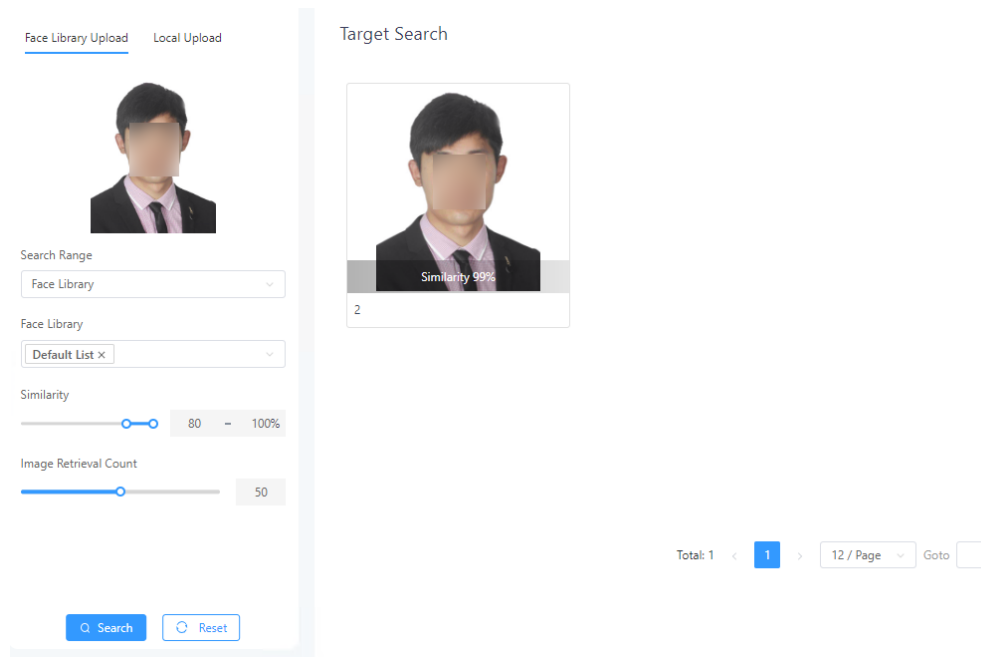 Face Library Upload
Local Upload
Search Range
Face Library
Face Library
Default List ×
Similarity
80 – 100%
Image Retrieval Count
50
Search
Reset
Target Search
Similarity 99%
2
Total: 1 < 1 > 12 / Page Goto